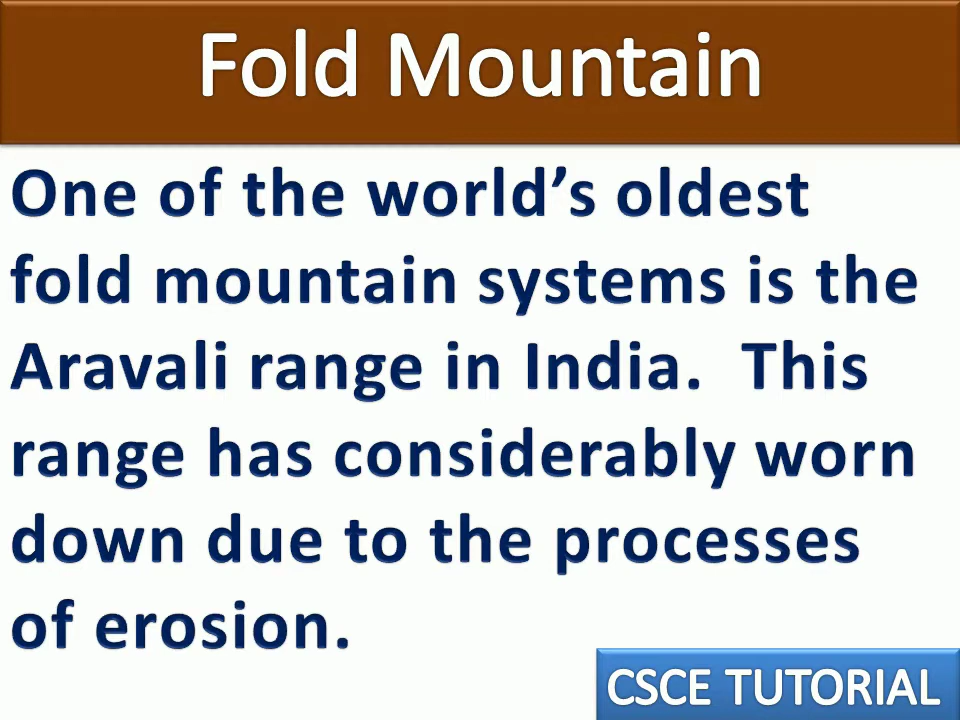 Fold Mountain
One of the world’s oldest
fold mountain systems is the
Aravali range in India.  This
range has considerably worn
down due to the processes
of erosion.
CSCE TUTORIAL